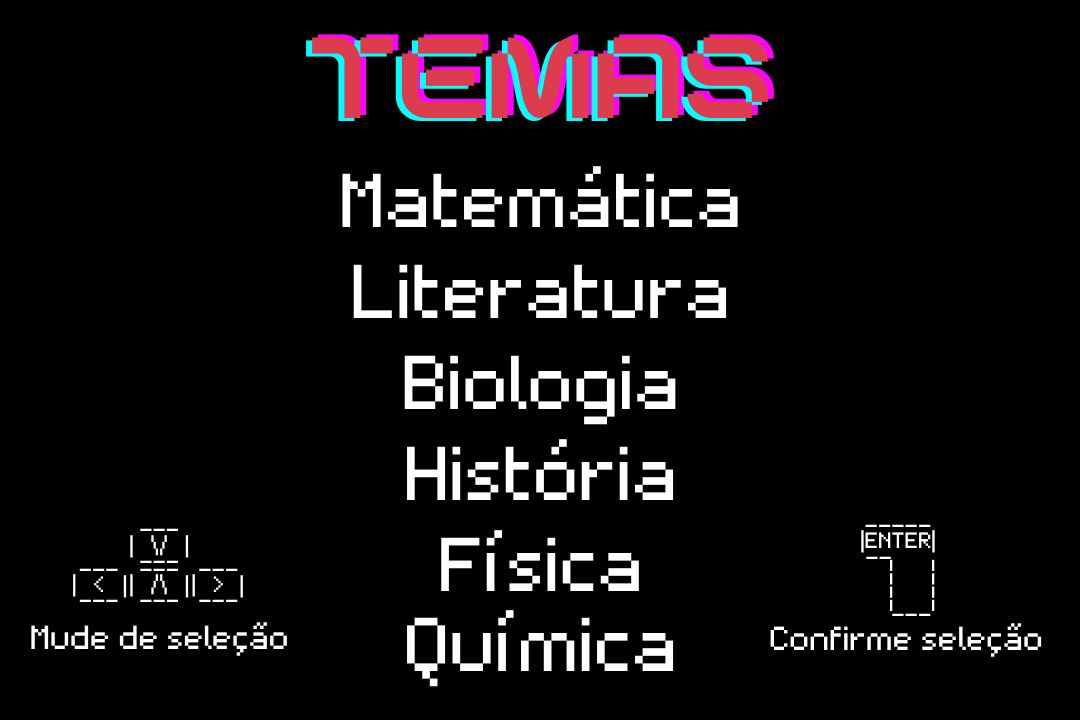 TEMAS
Matemática
Literatura
Biologia
História
Física
Química
| V |
| < || Λ || > |
Mude de seleção
|ENTER|
Confirme seleção